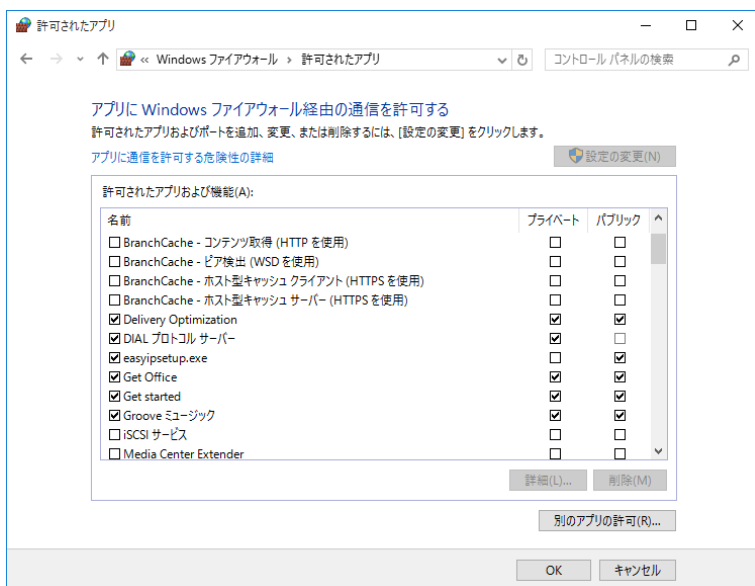 許可されたアプリ
« Windows ファイアウォール › 許可されたアプリ
コントロール パネルの検索
アプリに Windows ファイアウォール経由の通信を許可する
許可されたアプリおよびポートを追加、変更、または削除するには、[設定の変更] をクリックします。
アプリに通信を許可する危険性の詳細
設定の変更(N)
許可されたアプリおよび機能(A):
名前 プライベート パブリック
BranchCache - コンテンツ取得 (HTTP を使用)
BranchCache - ピア検出 (WSD を使用)
BranchCache - ホスト型キャッシュ クライアント (HTTPS を使用)
BranchCache - ホスト型キャッシュ サーバー (HTTPS を使用)
Delivery Optimization
DIAL プロトコル サーバー
easyipsetup.exe
Get Office
Get started
Groove ミュージック
iSCSI サービス
Media Center Extender
詳細(L)... 削除(M)
別のアプリの許可(R)...
OK キャンセル